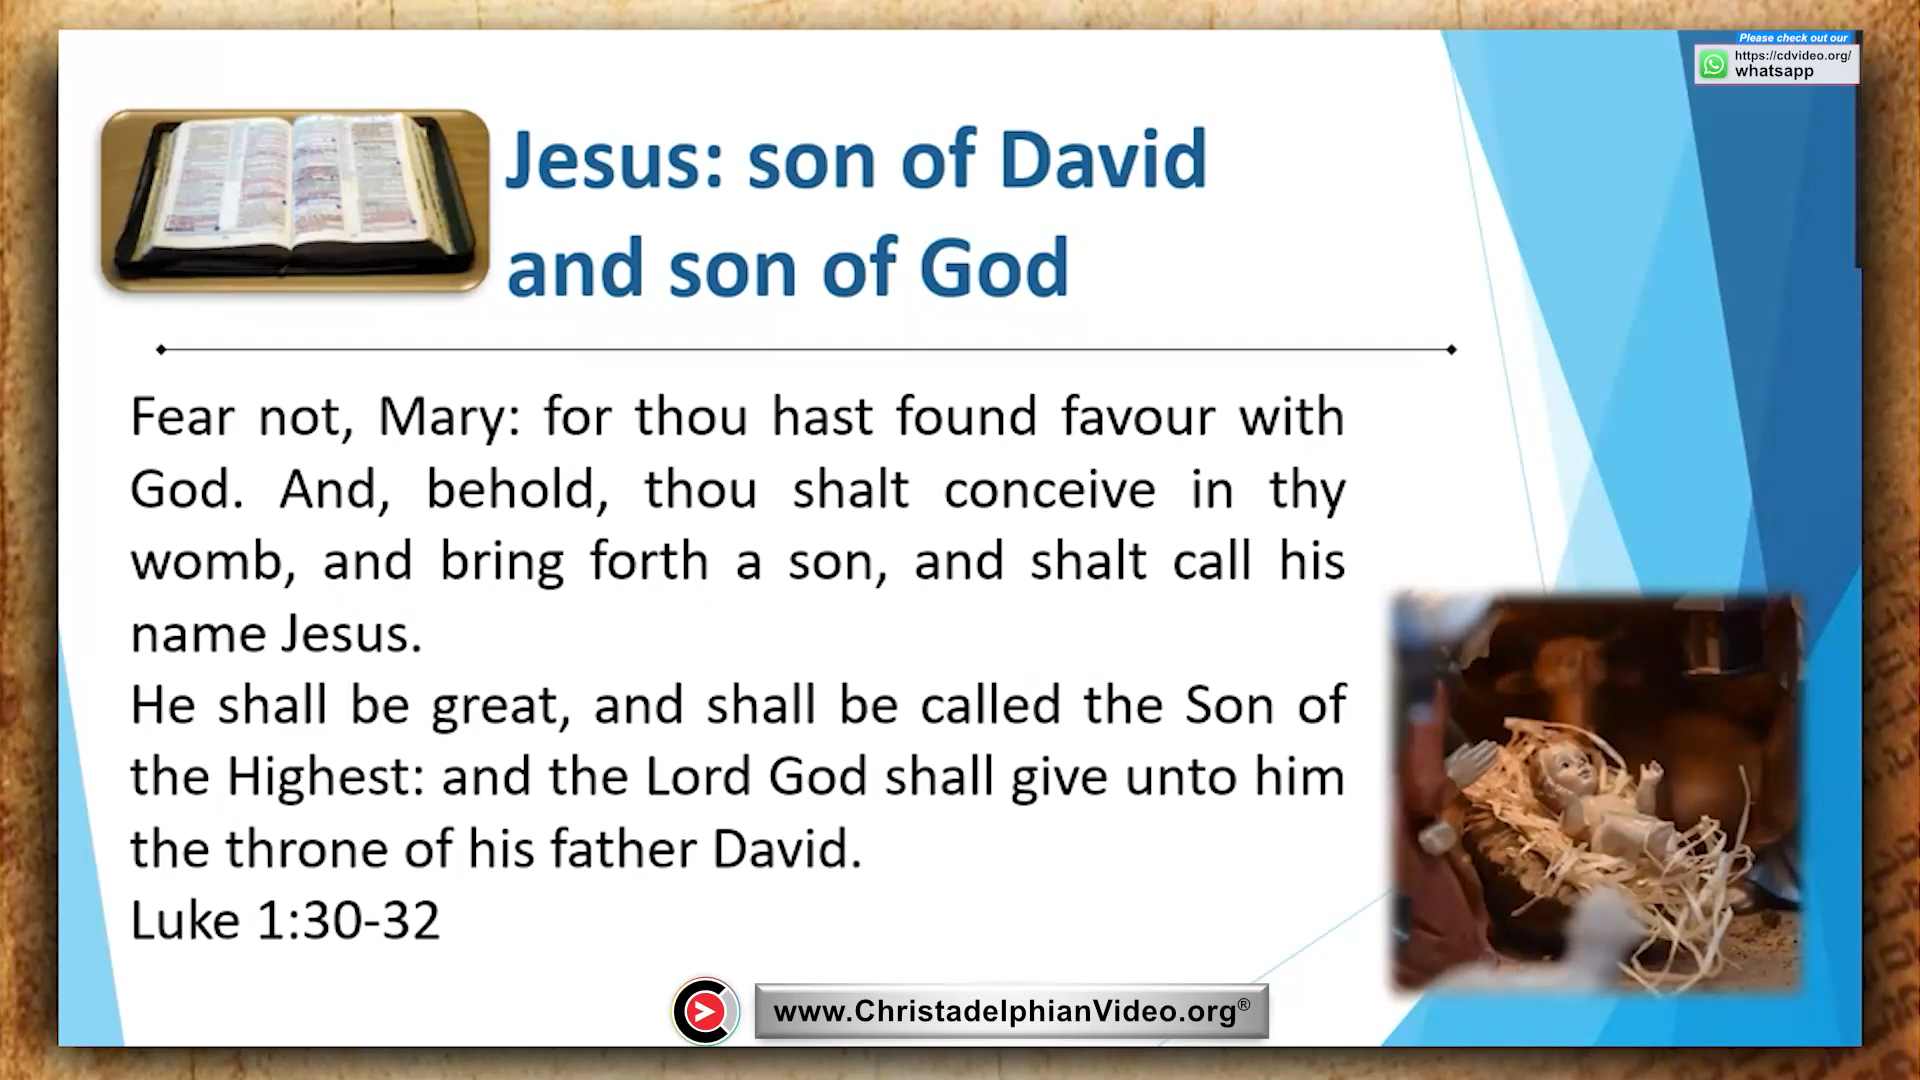 Please check out our
https://cdvideo.org/
whatsapp
Jesus: son of David
and son of God
Fear not, Mary: for thou hast found favour with
God. And, behold, thou shalt conceive in thy
womb, and bring forth a son, and shalt call his
name Jesus.
He shall be great, and shall be called the Son of
the Highest: and the Lord God shall give unto him
the throne of his father David.
Luke 1:30-32
www.ChristadelphianVideo.org®